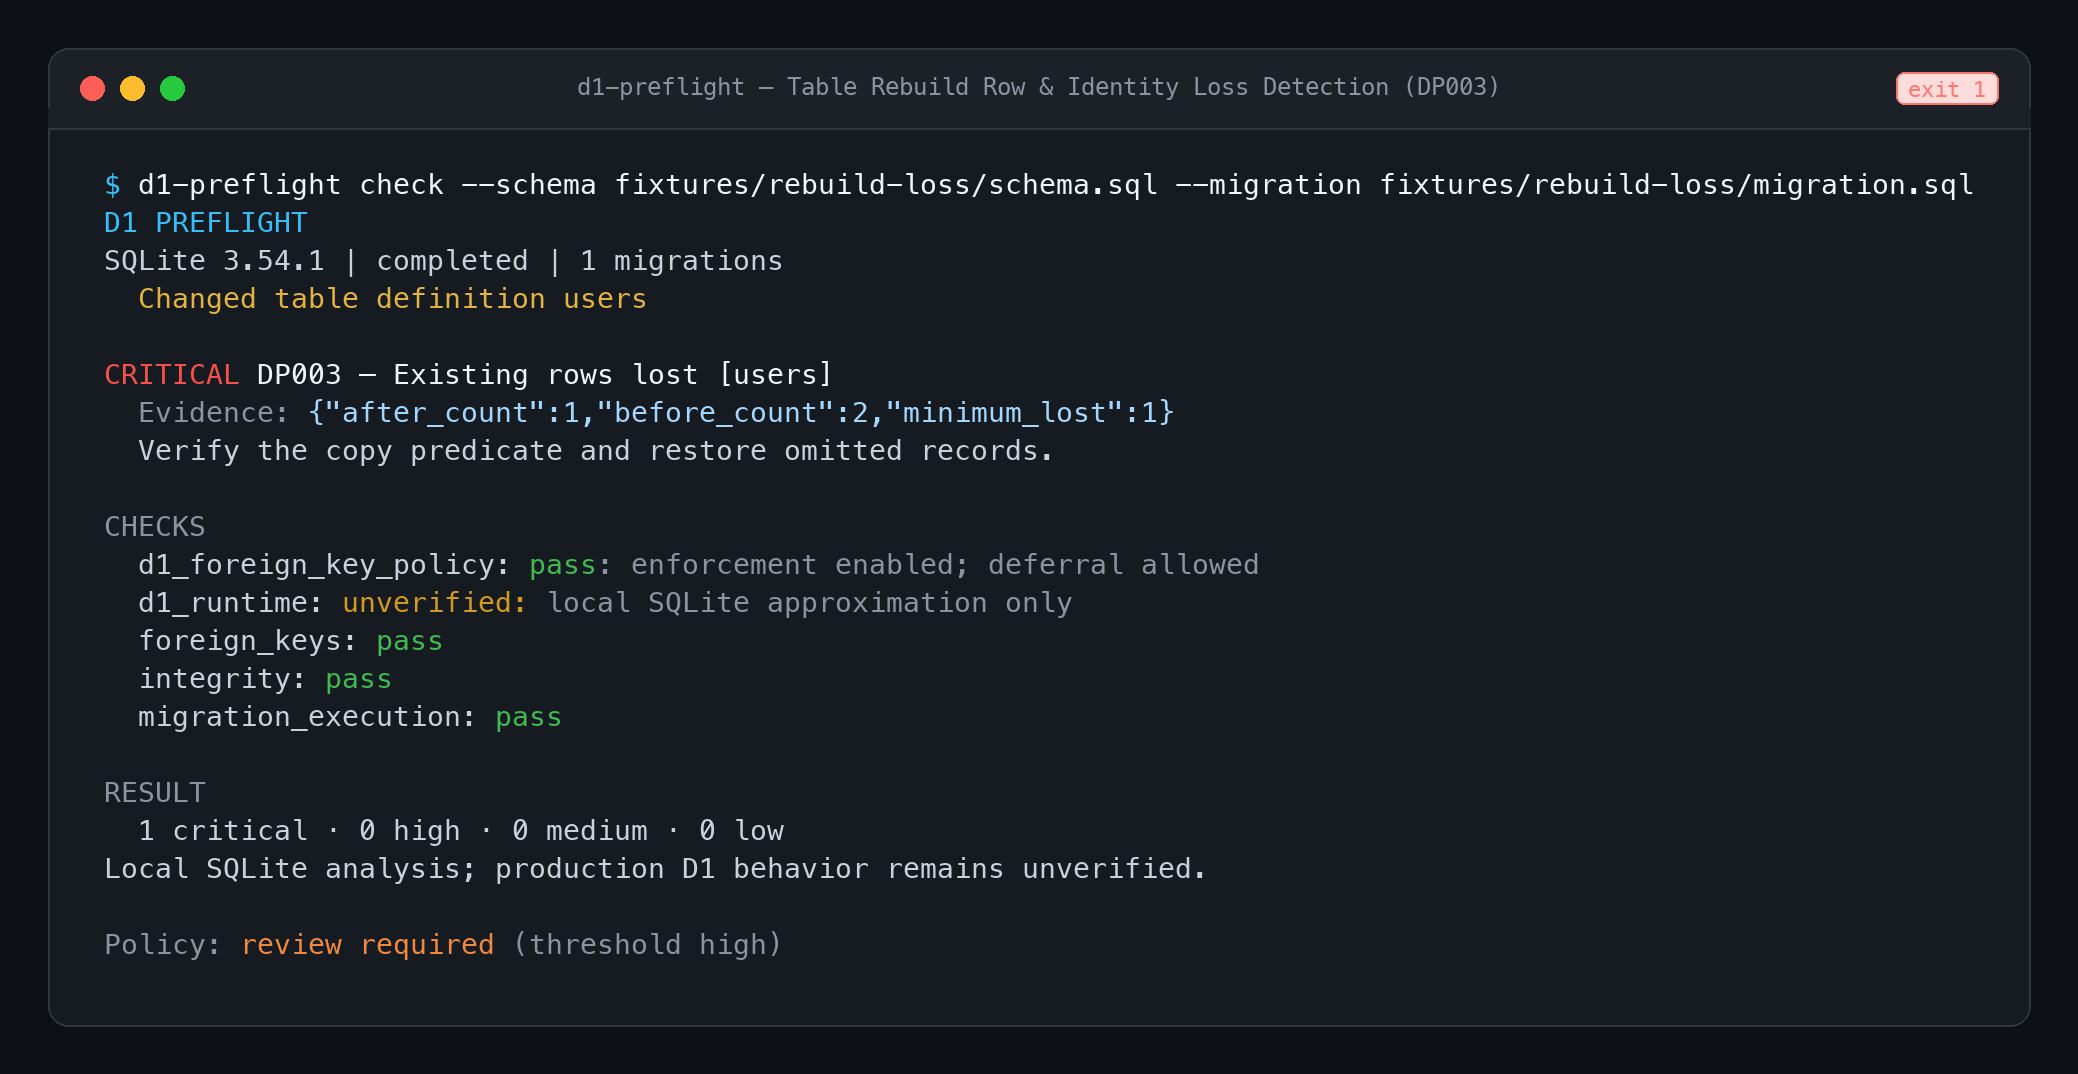 d1-preflight — Table Rebuild Row & Identity Loss Detection (DP003)
exit 1
$ d1-preflight check --schema fixtures/rebuild-loss/schema.sql --migration fixtures/rebuild-loss/migration.sql
D1 PREFLIGHT
SQLite 3.54.1 | completed | 1 migrations
Changed table definition users
CRITICAL DP003 — Existing rows lost [users]
Evidence: {"after_count":1,"before_count":2,"minimum_lost":1}
Verify the copy predicate and restore omitted records.
CHECKS
d1_foreign_key_policy: pass: enforcement enabled; deferral allowed
d1_runtime: unverified: local SQLite approximation only
foreign_keys: pass
integrity: pass
migration_execution: pass
RESULT
1 critical · 0 high · 0 medium · 0 low
Local SQLite analysis; production D1 behavior remains unverified.
Policy: review required (threshold high)